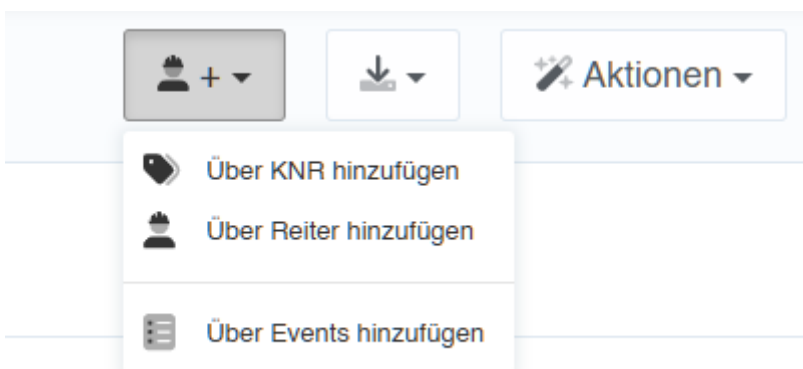 +
Aktionen
Über KNR hinzufügen
Über Reiter hinzufügen
Über Events hinzufügen